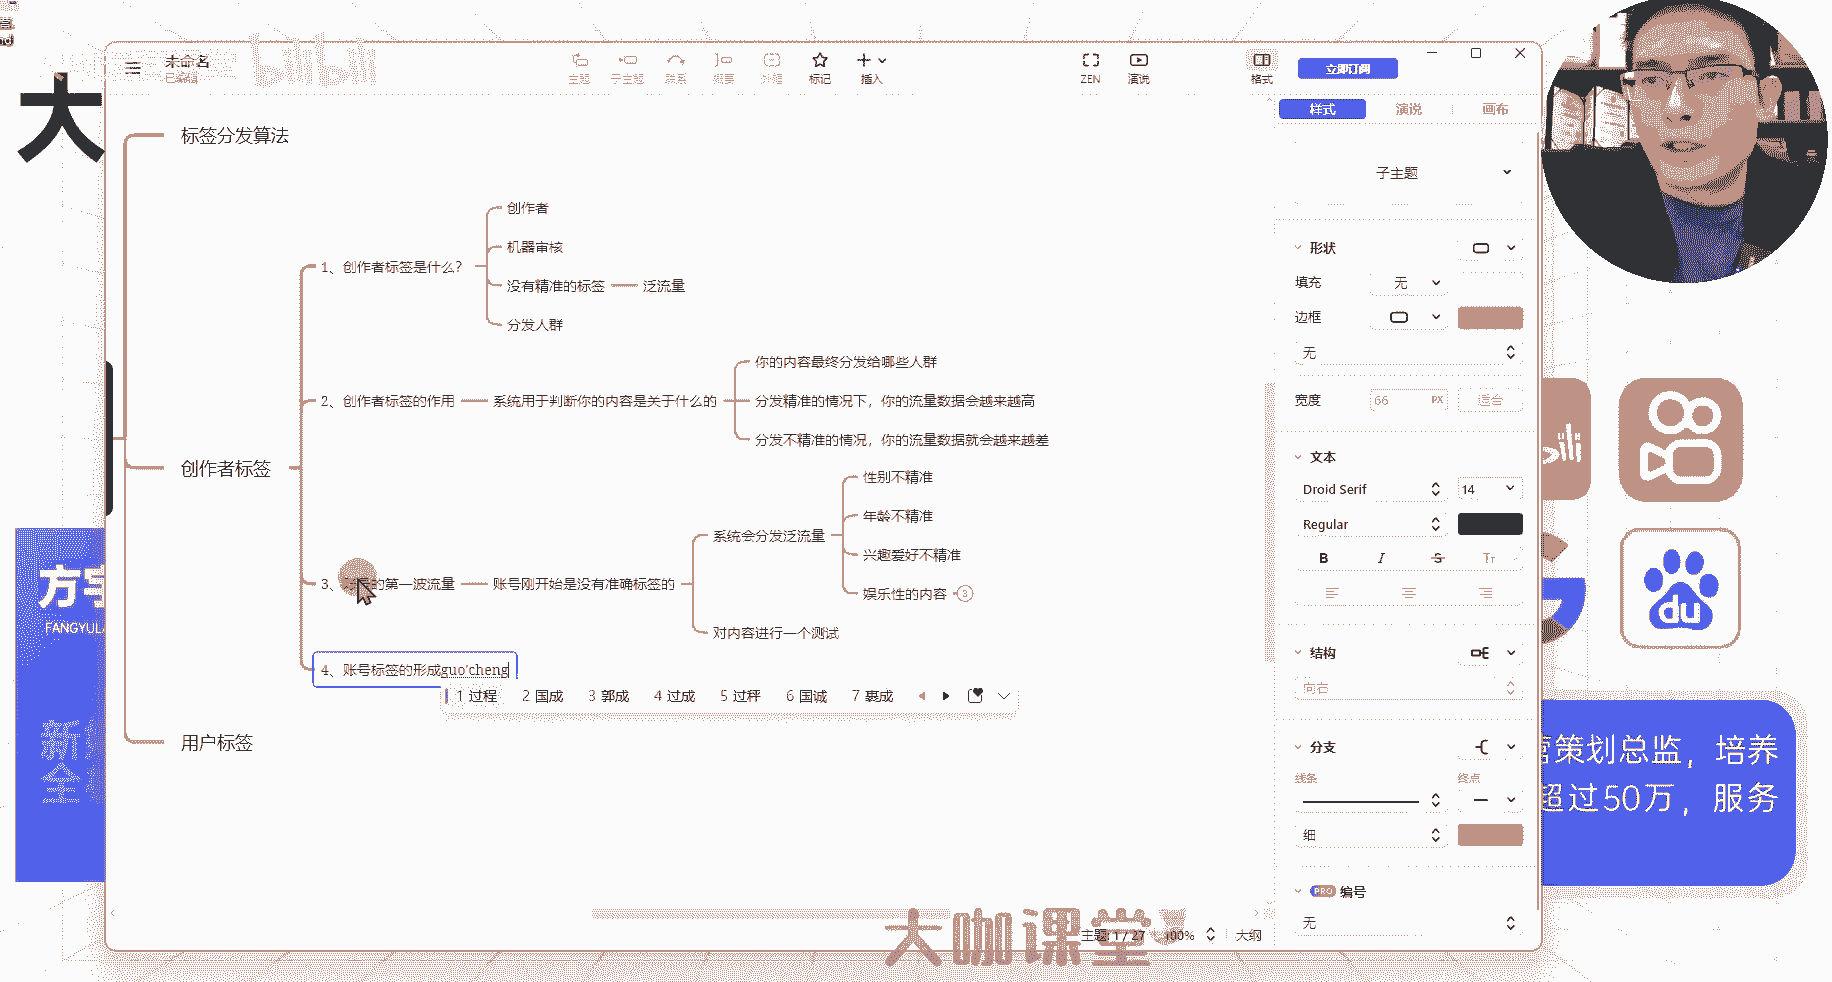 大
bilibili
未命名
已编辑
主题
子主题
联系
概要
外框
标记
插入
ZEN
演说
格式
立即订阅
样式
演说
画布
子主题
形状
填充
无
边框
无
宽度
66
PX
适合
文本
Droid Serif
14
Regular
B
I
S
Tт
结构
向右
分支
线条
终点
细
PRO
编号
无
标签分发算法
创作者标签
1、创作者标签是什么?
创作者
机器审核
没有精准的标签
泛流量
分发人群
2、创作者标签的作用
系统用于判断你的内容是关于什么的
你的内容最终分发给哪些人群
分发精准的情况下，你的流量数据会越来越高
分发不精准的情况，你的流量数据就会越来越差
3、
的第一波流量
账号刚开始是没有准确标签的
系统会分发泛流量
性别不精准
年龄不精准
兴趣爱好不精准
娱乐性的内容
3
对内容进行一个测试
4、账号标签的形成guo'cheng
1 过程
2 国成
3 郭成
4 过成
5 过秤
6 国诚
7 裹成
用户标签
主题: 1 / 27
100%
大纲
大咖课堂
方
FANGYU
新
全
du
策划总监，培养
超过50万，服务